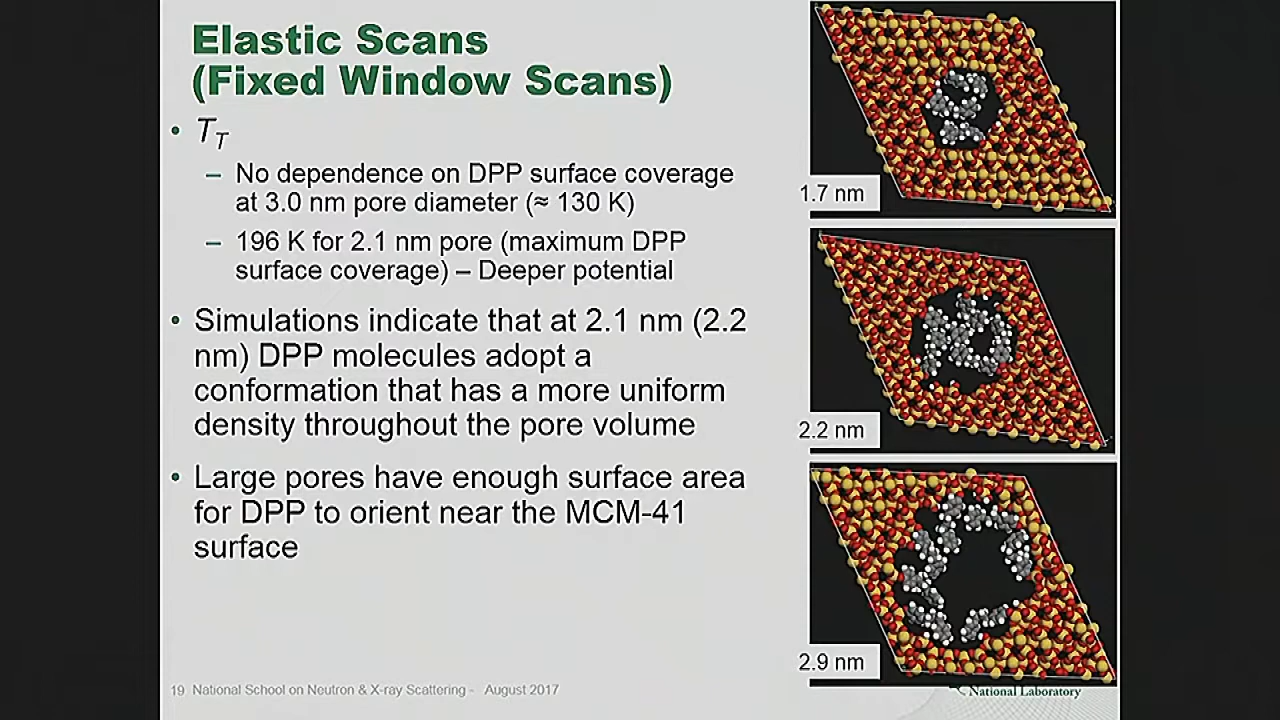 Elastic Scans
(Fixed Window Scans)
• T_T
– No dependence on DPP surface coverage
at 3.0 nm pore diameter (≈ 130 K)
– 196 K for 2.1 nm pore (maximum DPP
surface coverage) – Deeper potential
• Simulations indicate that at 2.1 nm (2.2
nm) DPP molecules adopt a
conformation that has a more uniform
density throughout the pore volume
• Large pores have enough surface area
for DPP to orient near the MCM-41
surface
1.7 nm
2.2 nm
2.9 nm
19 National School on Neutron & X-ray Scattering - August 2017
National Laboratory